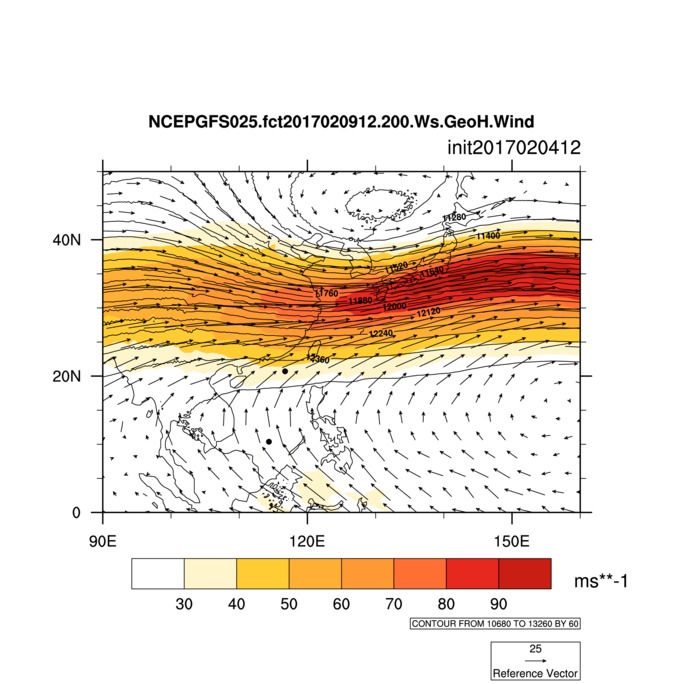 NCEPGFS025.fct2017020912.200.Ws.GeoH.Wind
init2017020412
11280
40N
11400
11520
11640
11760
11880
12000
12120
12240
12360
20N
0
90E 120E 150E
ms**-1
30 40 50 60 70 80 90
CONTOUR FROM 10680 TO 13260 BY 60
25
Reference Vector